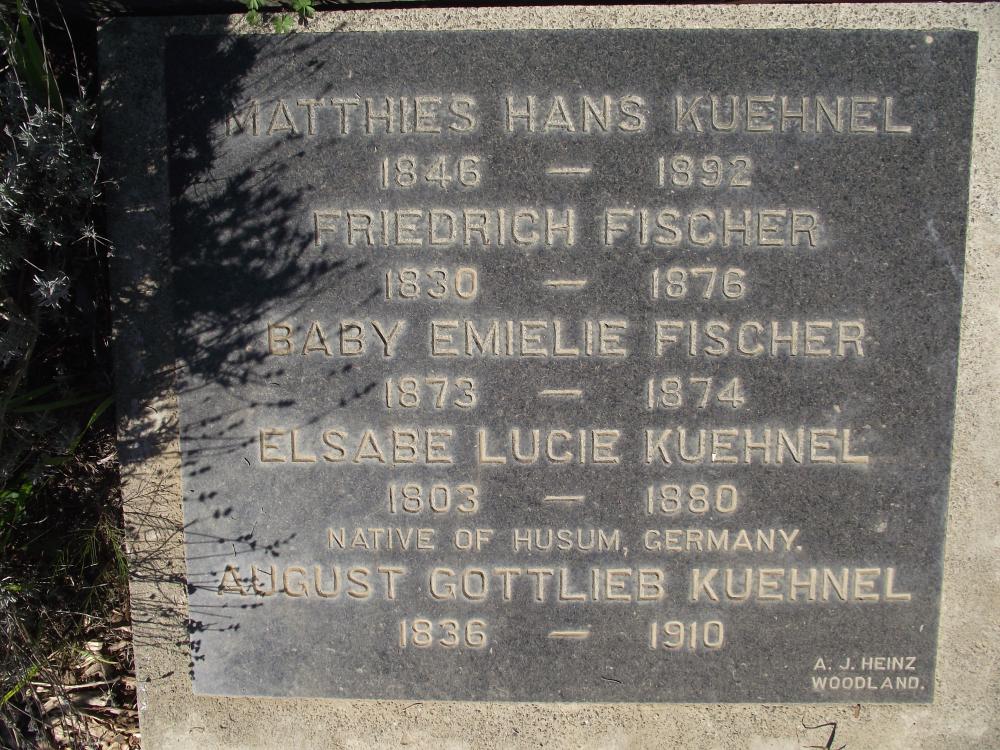 MATTHIES HANS KUEHNEL
1846 — 1892
FRIEDRICH FISCHER
1830 — 1876
BABY EMIELIE FISCHER
1873 — 1874
ELSABE LUCIE KUEHNEL
1803 — 1880
NATIVE OF HUSUM, GERMANY.
AUGUST GOTTLIEB KUEHNEL
1836 — 1910
A. J. HEINZ
WOODLAND.